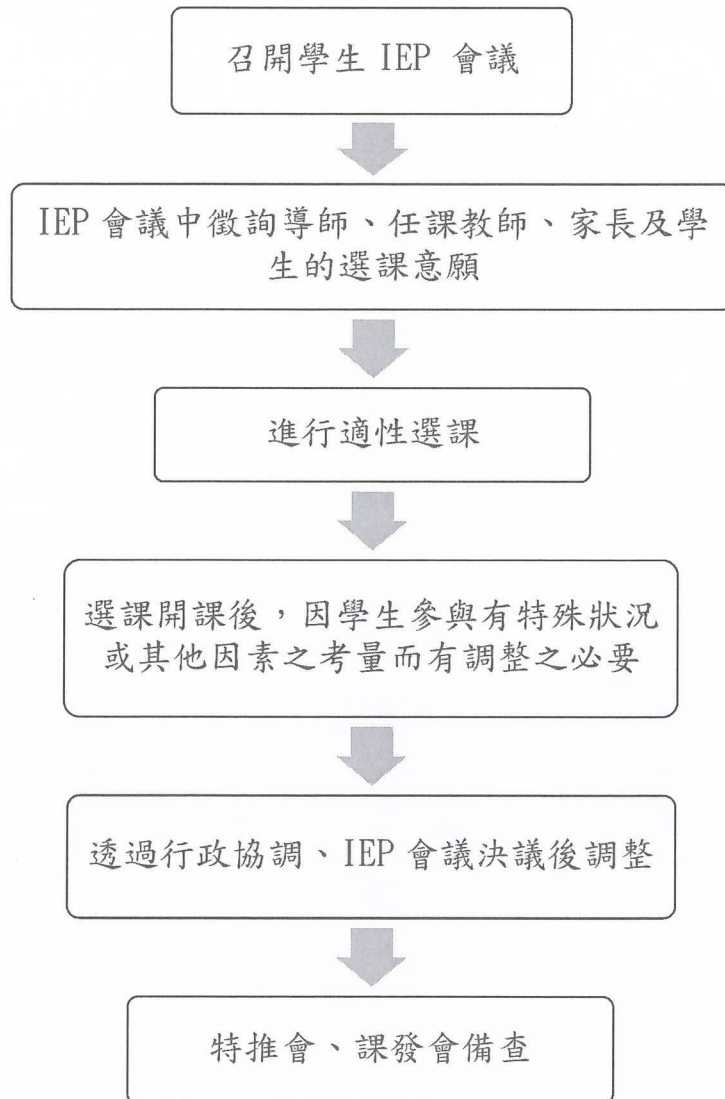 召開學生 IEP 會議
IEP 會議中徵詢導師、任課教師、家長及學
生的選課意願
進行適性選課
選課開課後，因學生參與有特殊狀況
或其他因素之考量而有調整之必要
透過行政協調、IEP 會議決議後調整
特推會、課發會備查